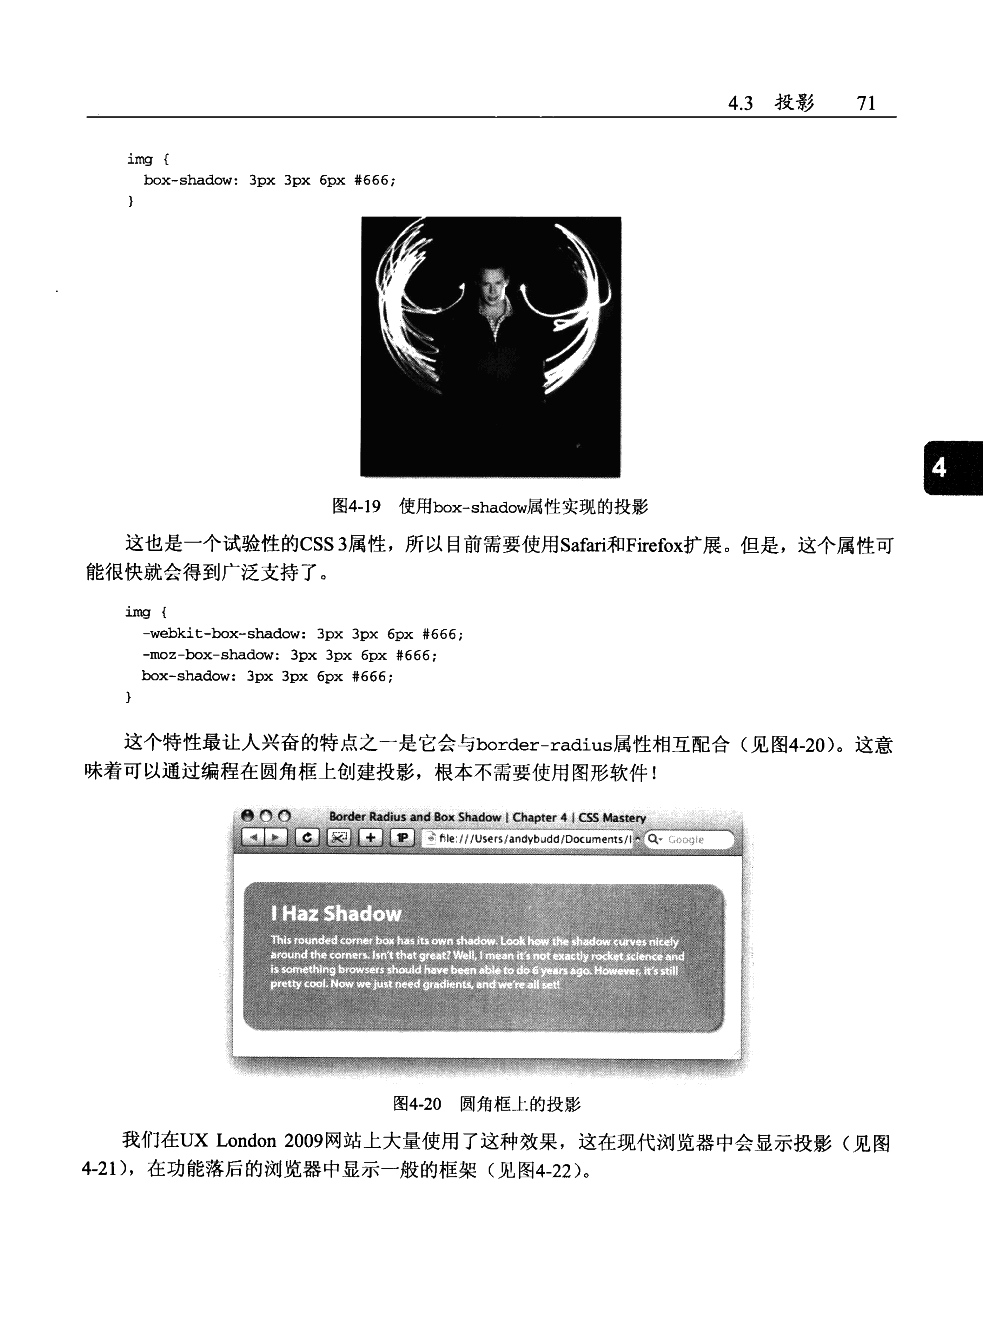 4.3 投影 71
img {
box-shadow: 3px 3px 6px #666;
}
4
图4-19 使用box-shadow属性实现的投影
这也是一个试验性的CSS 3属性，所以目前需要使用Safari和Firefox扩展。但是，这个属性可
能很快就会得到广泛支持了。
img {
-webkit-box-shadow: 3px 3px 6px #666;
-moz-box-shadow: 3px 3px 6px #666;
box-shadow: 3px 3px 6px #666;
}
这个特性最让人兴奋的特点之一是它会与border-radius属性相互配合（见图4-20）。这意
味着可以通过编程在圆角框上创建投影，根本不需要使用图形软件！
Border Radius and Box Shadow | Chapter 4 | CSS Mastery
file:///Users/andybudd/Documents/I
Google
I Haz Shadow
This rounded corner box has its own shadow. Look how the shadow curves nicely
around the corners. Isn't that great? Well, I mean it's not exactly rocket science and
is something browsers should have been able to do 6 years ago. However, it's still
pretty cool. Now we just need gradients, and we're all set!
图4-20 圆角框上的投影
我们在UX London 2009网站上大量使用了这种效果，这在现代浏览器中会显示投影（见图
4-21），在功能落后的浏览器中显示一般的框架（见图4-22）。